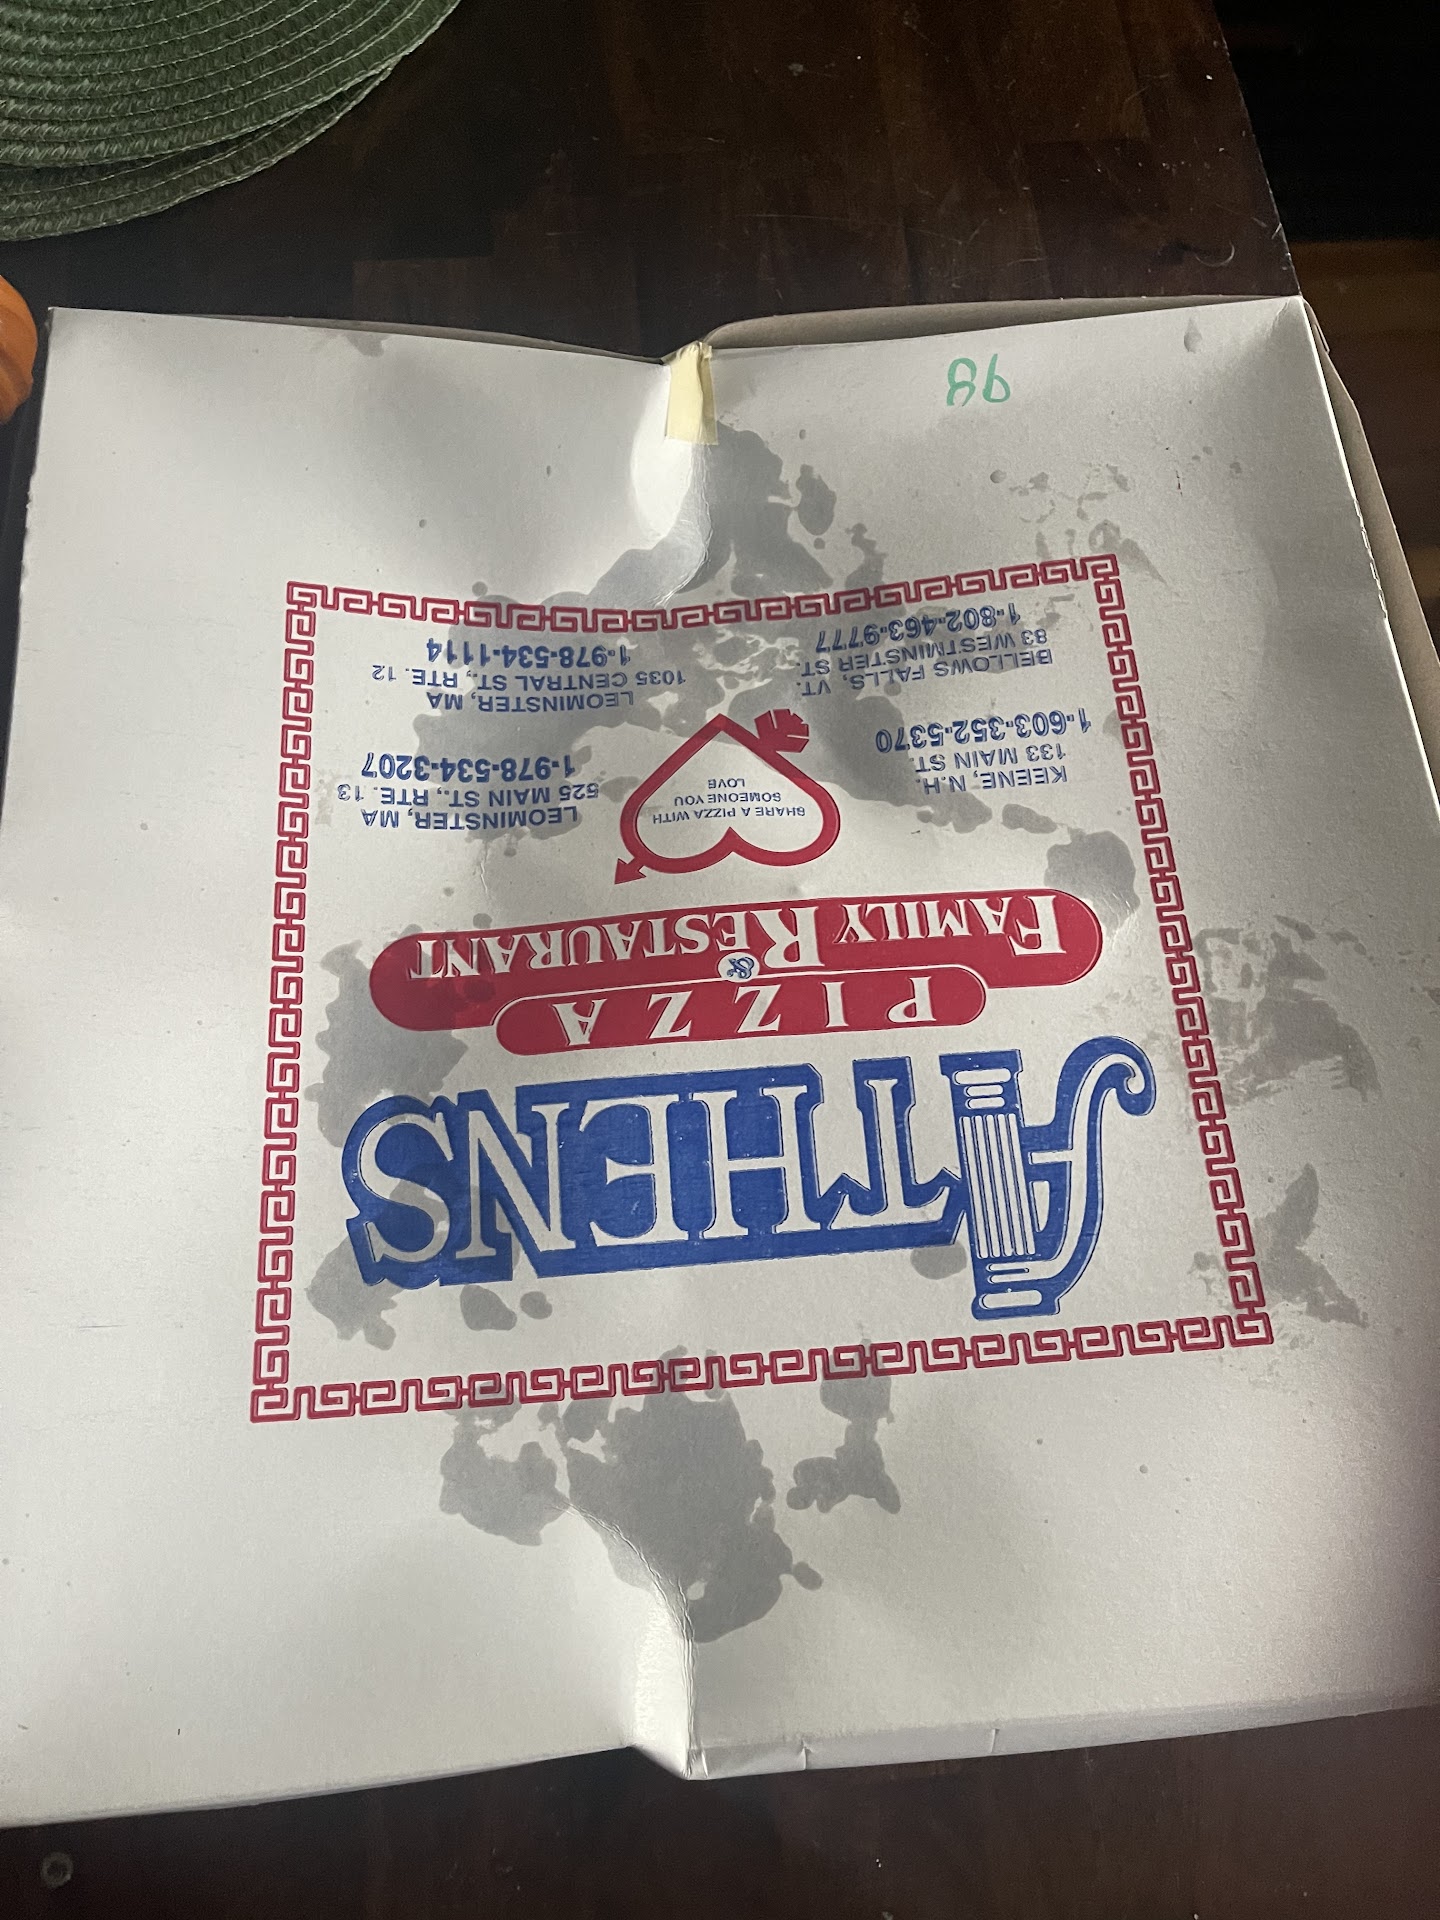 ATHENS
PIZZA
&
FAMILY RESTAURANT
KEENE, N.H.
133 MAIN ST.
1-603-352-5370
BELLOWS FALLS, VT.
83 WESTMINSTER ST.
1-802-463-9777
SHARE A PIZZA WITH
SOMEONE YOU
LOVE
LEOMINSTER, MA
525 MAIN ST., RTE. 13
1-978-534-3207
LEOMINSTER, MA
1035 CENTRAL ST., RTE. 12
1-978-534-1114
98